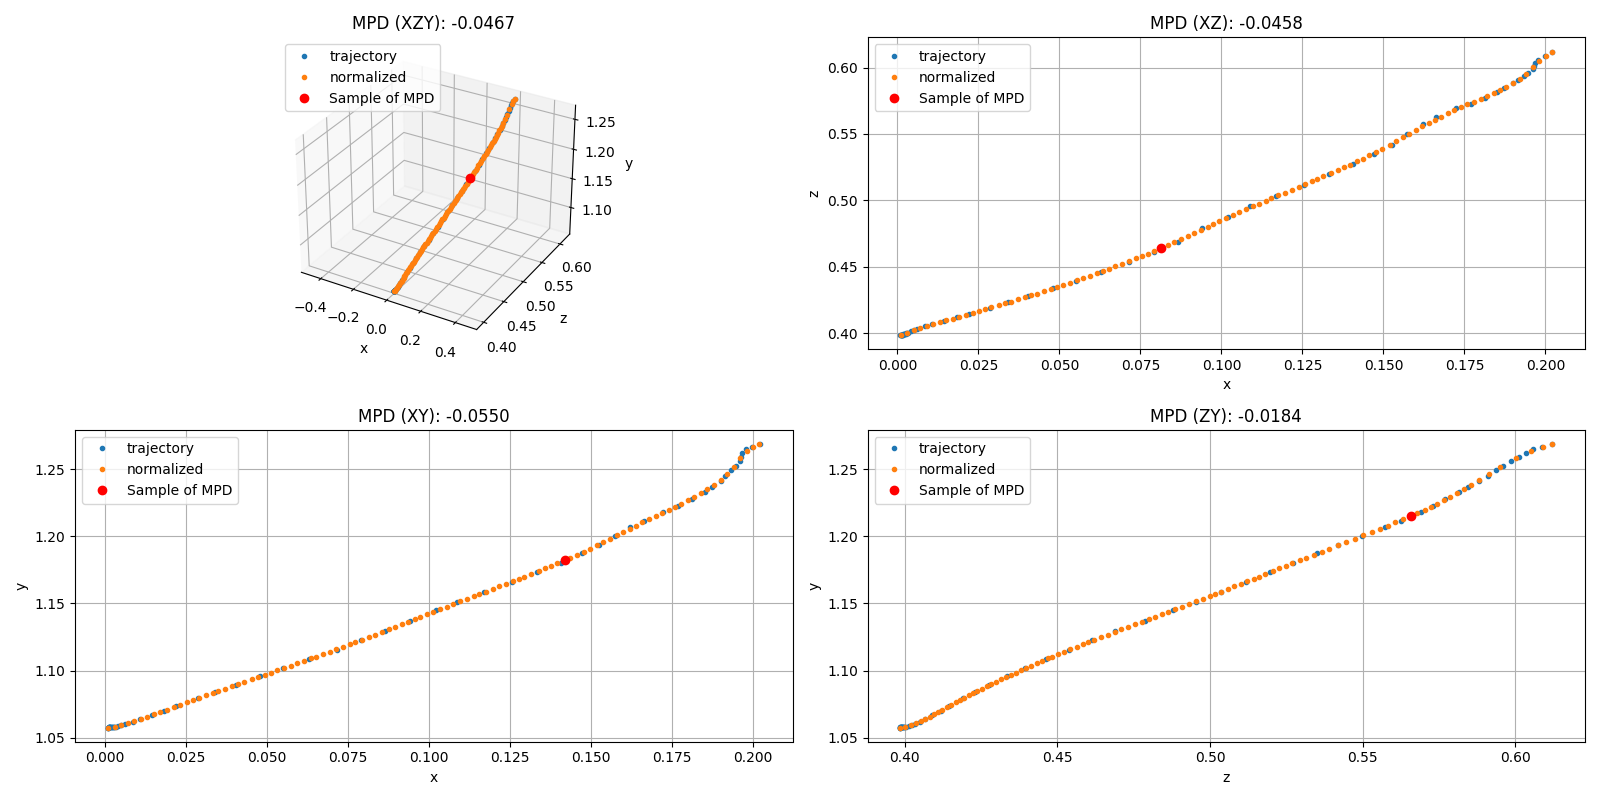 MPD (XZY): -0.0467
trajectory
normalized
Sample of MPD
1.25
1.20
1.15
1.10
y
0.60
0.55
0.50
0.45
0.40
z
−0.4
−0.2
0.0
0.2
0.4
x
MPD (XZ): -0.0458
trajectory
normalized
Sample of MPD
0.60
0.55
0.50
0.45
0.40
z
0.000 0.025 0.050 0.075 0.100 0.125 0.150 0.175 0.200
x
MPD (XY): -0.0550
trajectory
normalized
Sample of MPD
1.25
1.20
1.15
1.10
1.05
y
0.000 0.025 0.050 0.075 0.100 0.125 0.150 0.175 0.200
x
MPD (ZY): -0.0184
trajectory
normalized
Sample of MPD
1.25
1.20
1.15
1.10
1.05
y
0.40 0.45 0.50 0.55 0.60
z